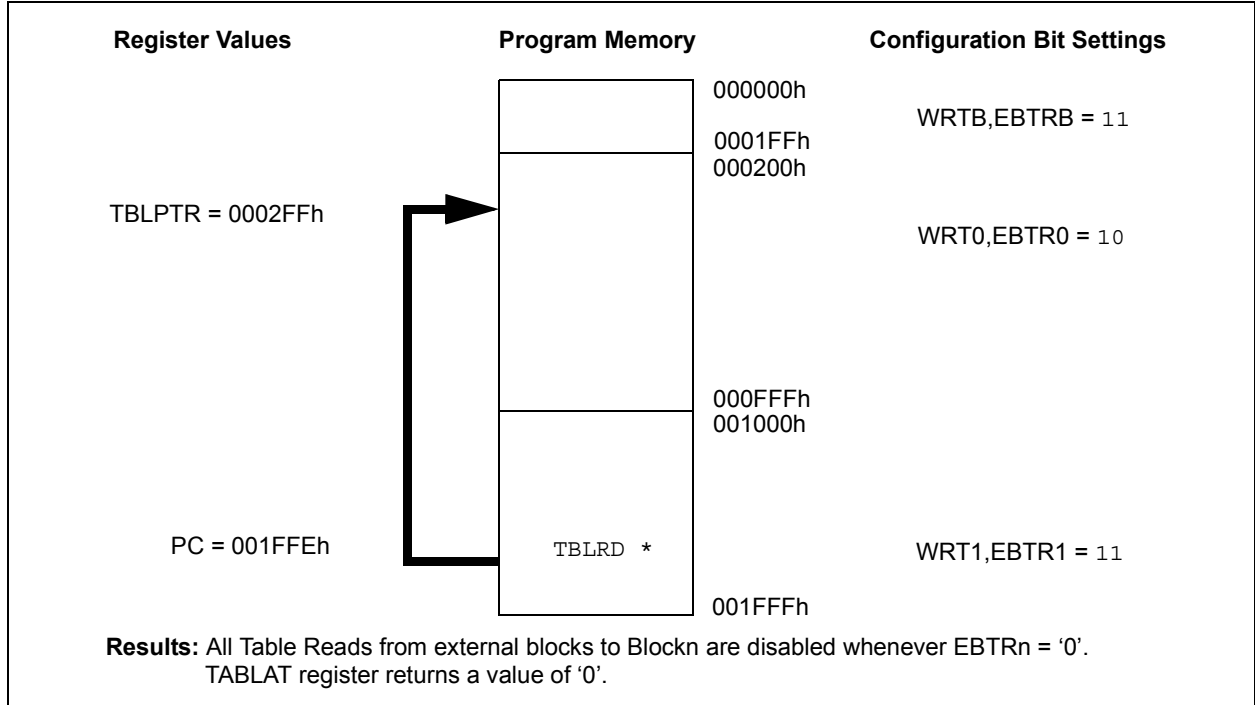 Register Values Program Memory Configuration Bit Settings
000000h
WRTB,EBTRB = 11
0001FFh
000200h
TBLPTR = 0002FFh
WRT0,EBTR0 = 10
000FFFh
001000h
PC = 001FFEh TBLRD * WRT1,EBTR1 = 11
001FFFh
Results: All Table Reads from external blocks to Blockn are disabled whenever EBTRn = ‘0’.
TABLAT register returns a value of ‘0’.